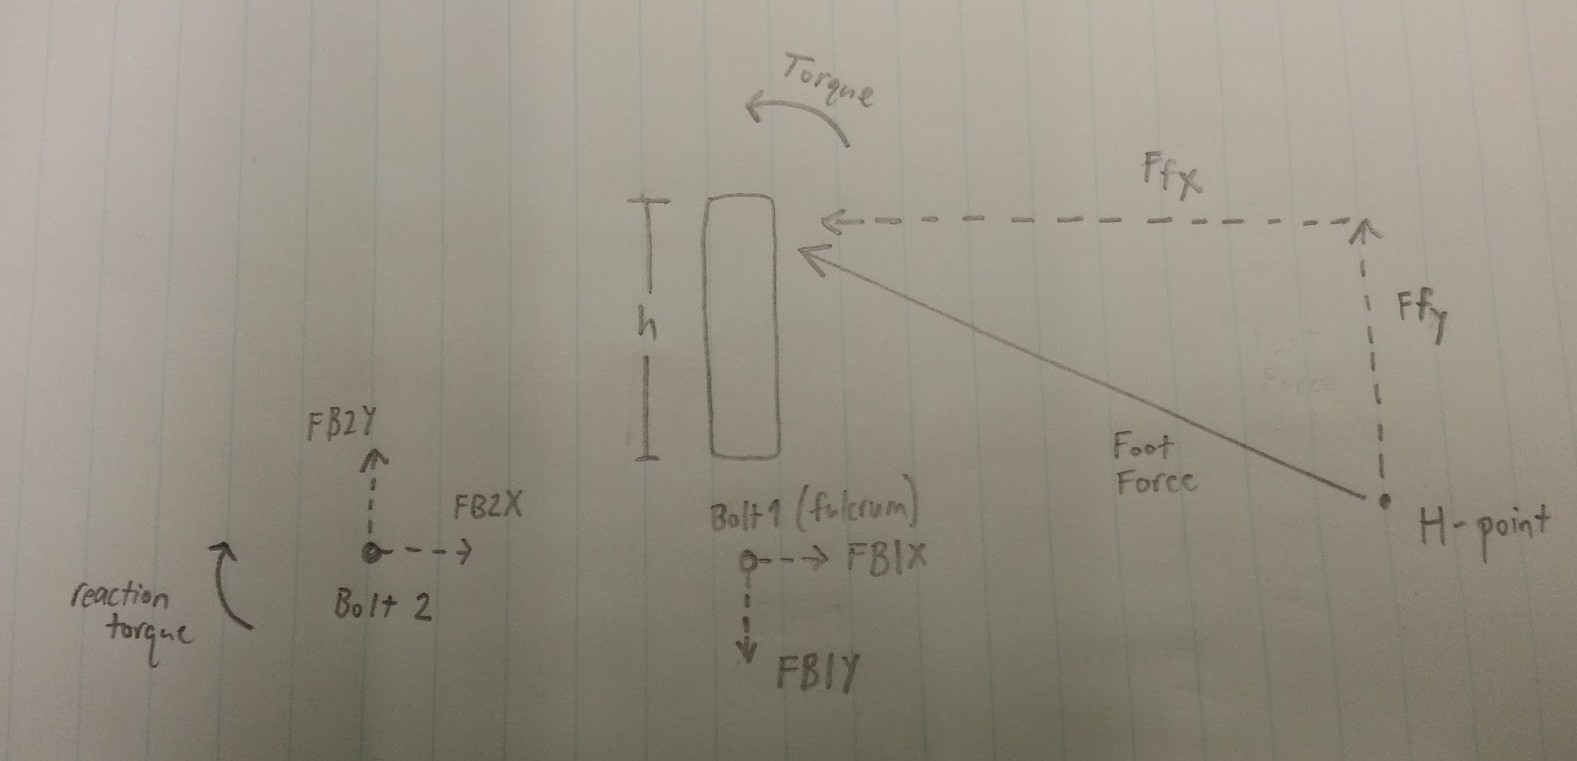 Torque
Ffx
h
Ffy
Foot
Force
H-point
FB2Y
FB2X
Bolt 2
reaction
torque
Bolt 1 (fulcrum)
FB1X
FB1Y